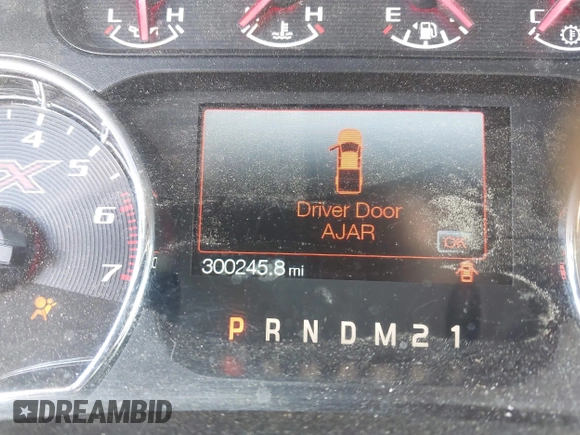 L H H E C
4
5
6
7
X
Driver Door
AJAR
OK
300245.8 mi
P R N D M 2 1
DREAMBID